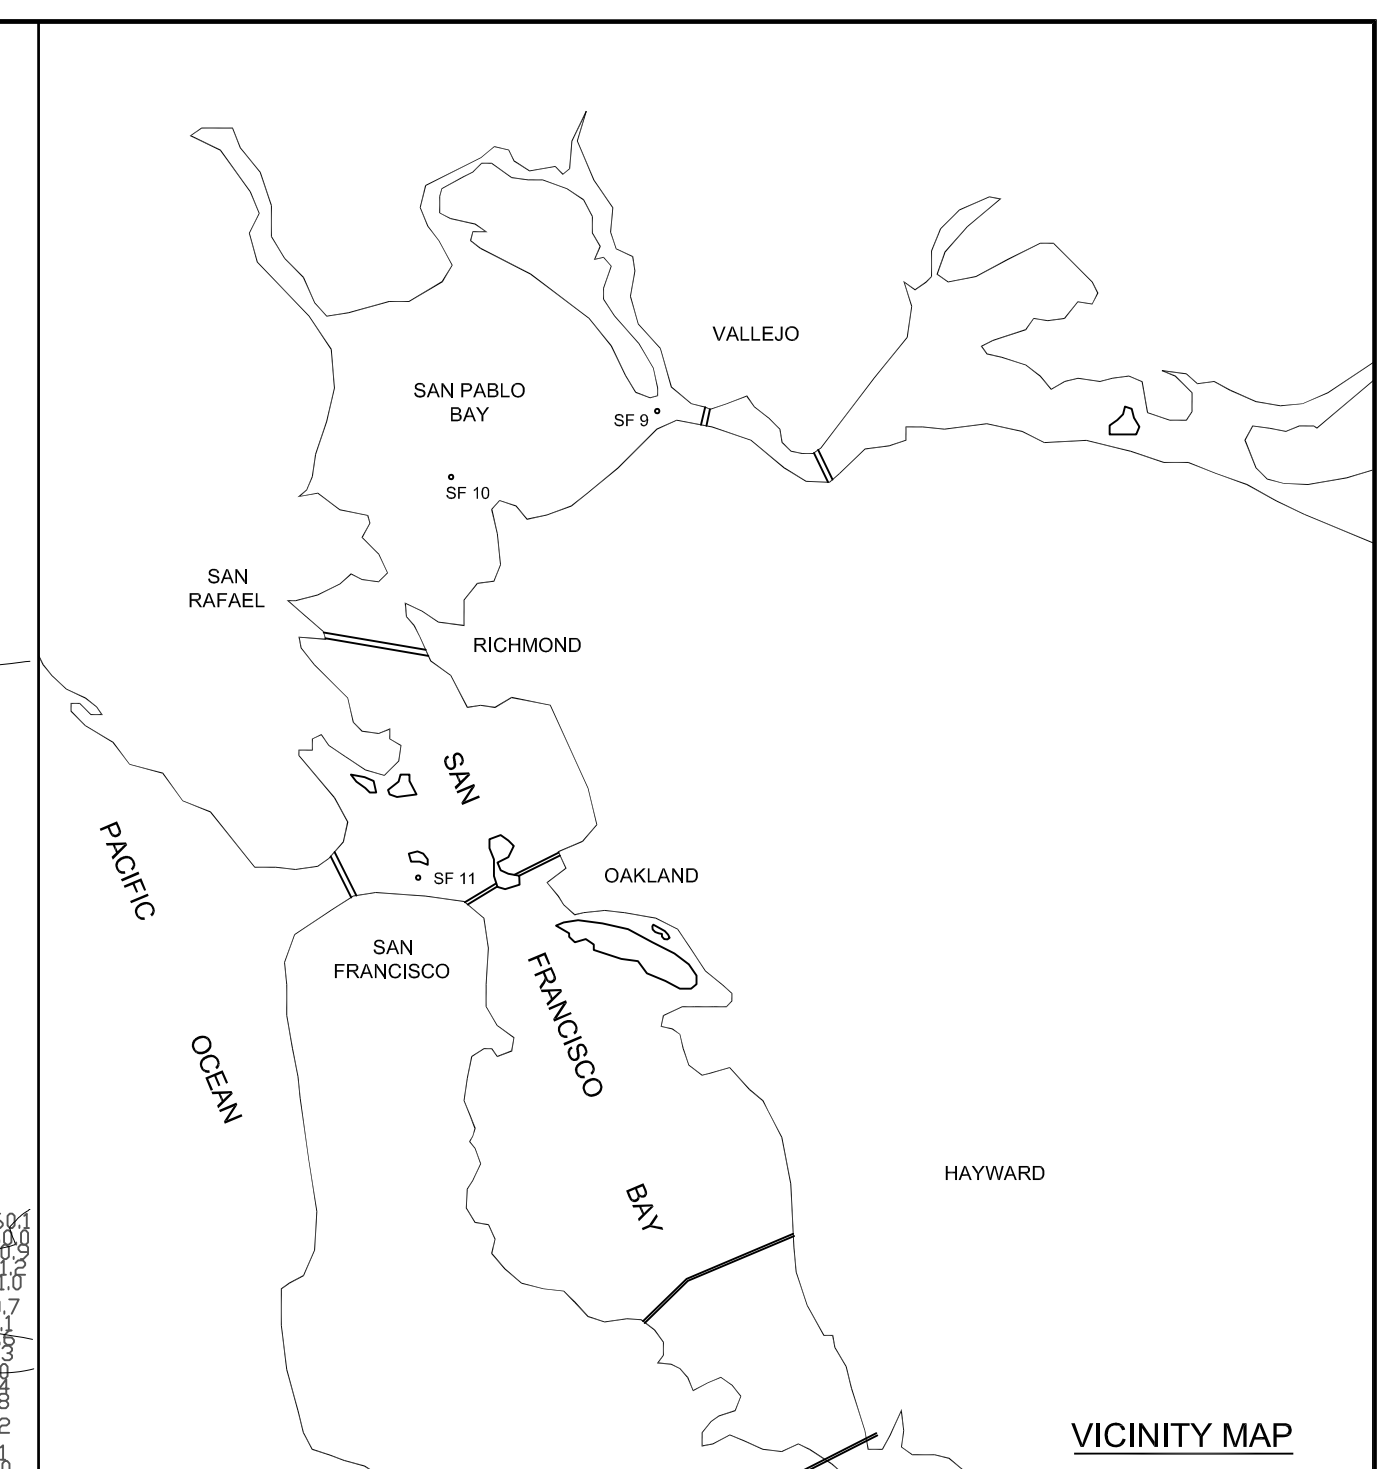 VALLEJO
SAN PABLO
BAY
SF 9
SF 10
SAN
RAFAEL
RICHMOND
SAN
PACIFIC
SF 11
OAKLAND
SAN
FRANCISCO
FRANCISCO
OCEAN
HAYWARD
BAY
VICINITY MAP